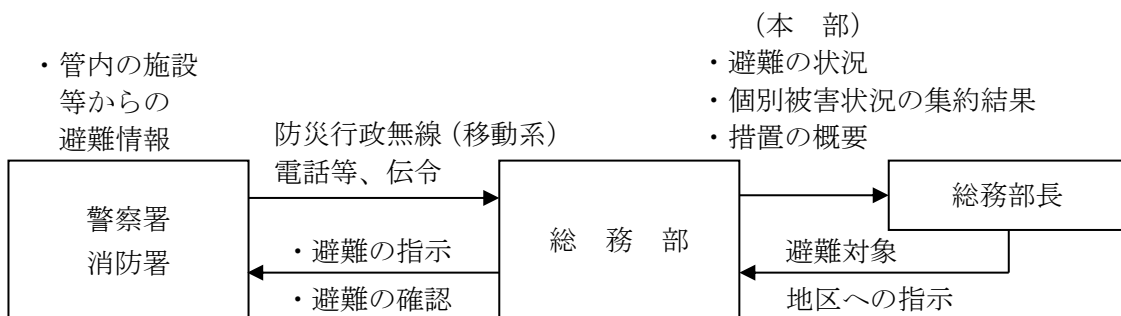 ・管内の施設
等からの
避難情報
防災行政無線(移動系)
電話等、伝令
(本 部)
・避難の状況
・個別被害状況の集約結果
・措置の概要
警察署
消防署
・避難の指示
・避難の確認
総 務 部
総務部長
避難対象
地区への指示